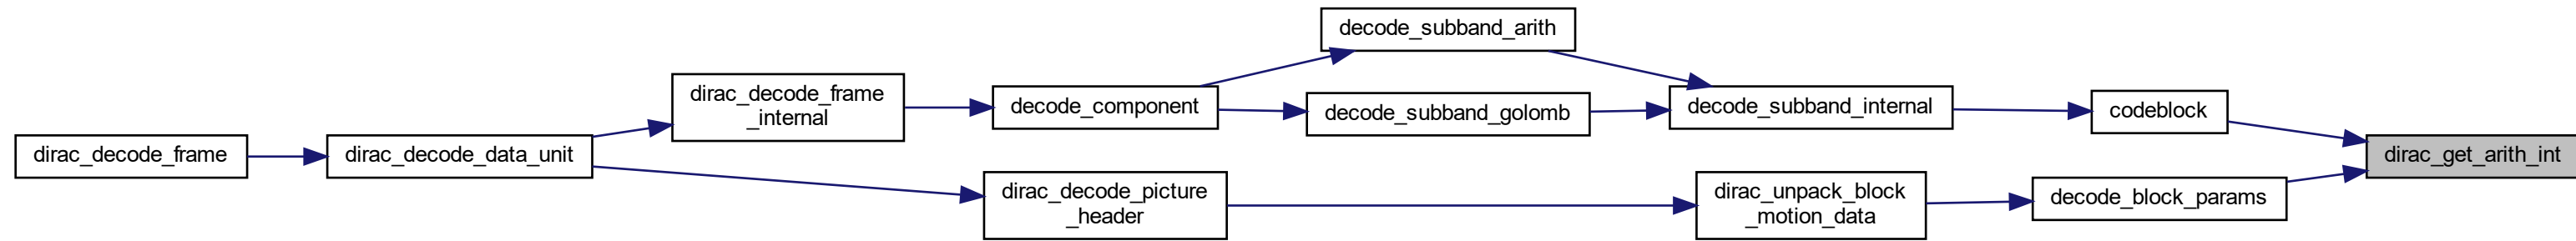 decode_subband_arith
dirac_decode_frame
_internal
decode_component
decode_subband_golomb
decode_subband_internal
codeblock
dirac_decode_frame
dirac_decode_data_unit
dirac_get_arith_int
dirac_decode_picture
_header
dirac_unpack_block
_motion_data
decode_block_params